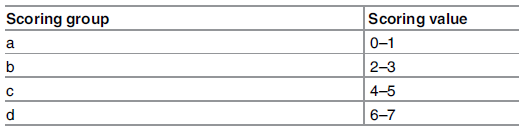 Scoring group Scoring value
a 0–1
b 2–3
c 4–5
d 6–7